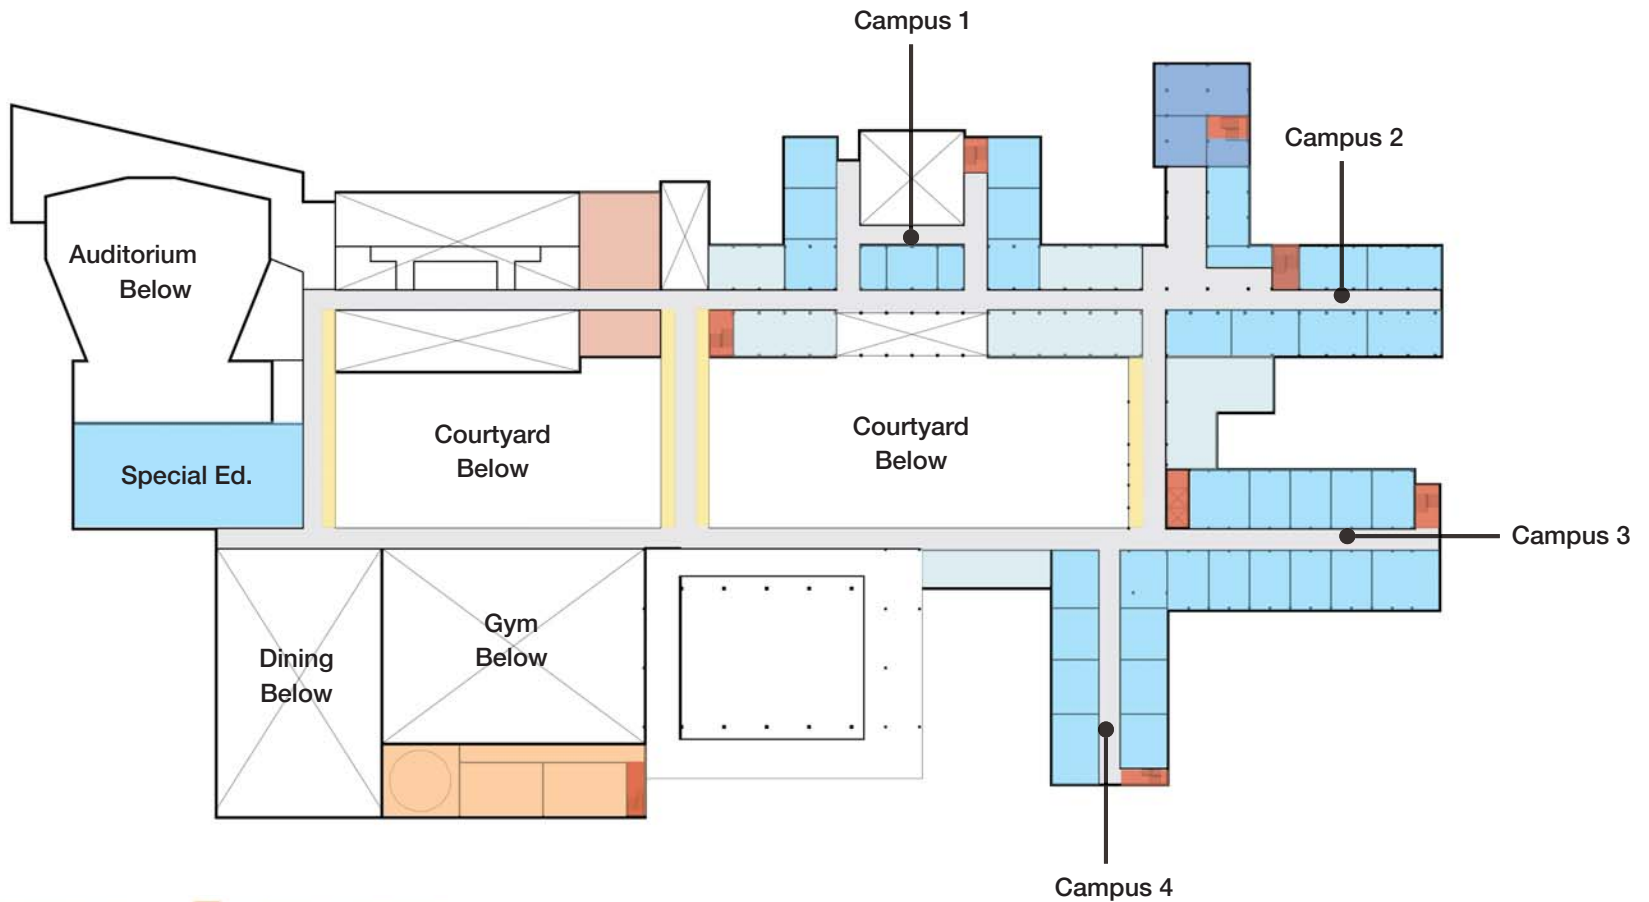 Campus 1
Campus 2
Auditorium
Below
Courtyard
Below
Courtyard
Below
Special Ed.
Campus 3
Gym
Below
Dining
Below
Campus 4